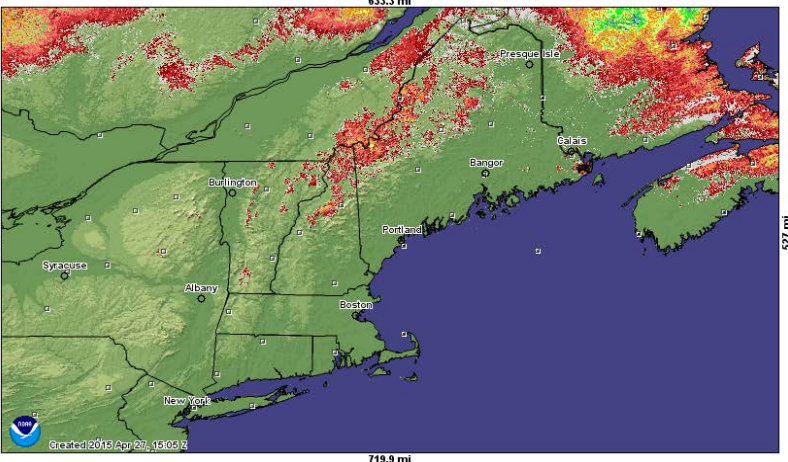 633.3 mi
Presque Isle
Calais
Bangor
Burlington
Portland
527 mi
Syracuse
Albany
Boston
New York
NOAA
Created 2015 Apr 27, 15:05 Z
719.9 mi